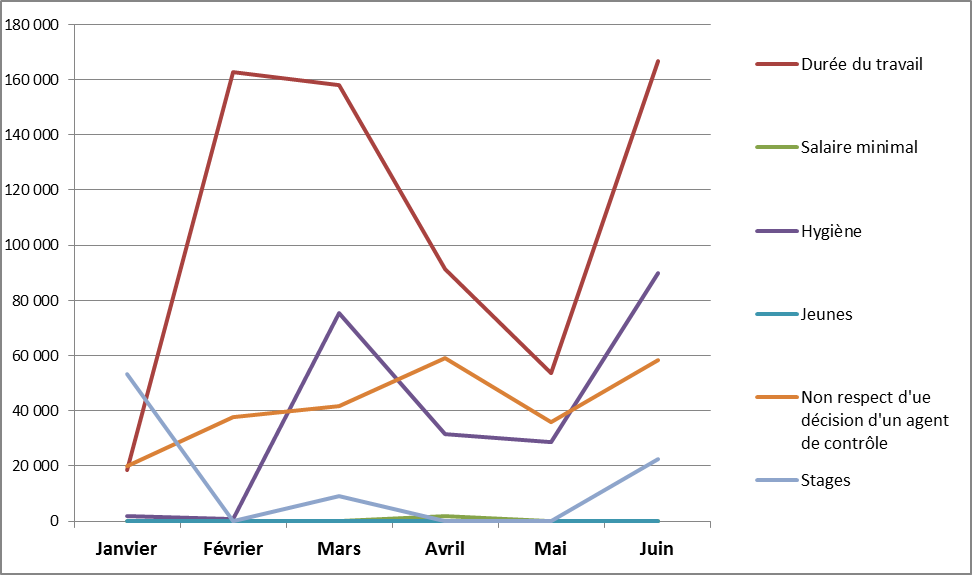 180 000
160 000
140 000
120 000
100 000
80 000
60 000
40 000
20 000
0
Janvier Février Mars Avril Mai Juin
Durée du travail
Salaire minimal
Hygiène
Jeunes
Non respect d'ue
décision d'un agent
de contrôle
Stages